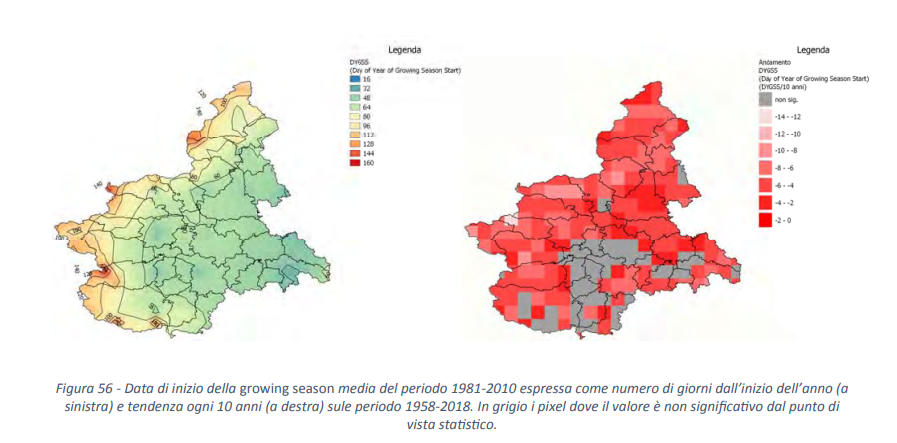 Legenda
DYGSS
(Day of Year of Growing Season Start)
16
32
48
64
80
96
112
128
144
160
Legenda
Andamento
DYGSS
(Day of Year of Growing Season Start)
(DYGSS/10 anni)
non sig.
-14 - -12
-12 - -10
-10 - -8
-8 - -6
-6 - -4
-4 - -2
-2 - 0
120
140
140
140
Figura 56 - Data di inizio della growing season media del periodo 1981-2010 espressa come numero di giorni dall'inizio dell'anno (a
sinistra) e tendenza ogni 10 anni (a destra) sule periodo 1958-2018. In grigio i pixel dove il valore è non significativo dal punto di
vista statistico.